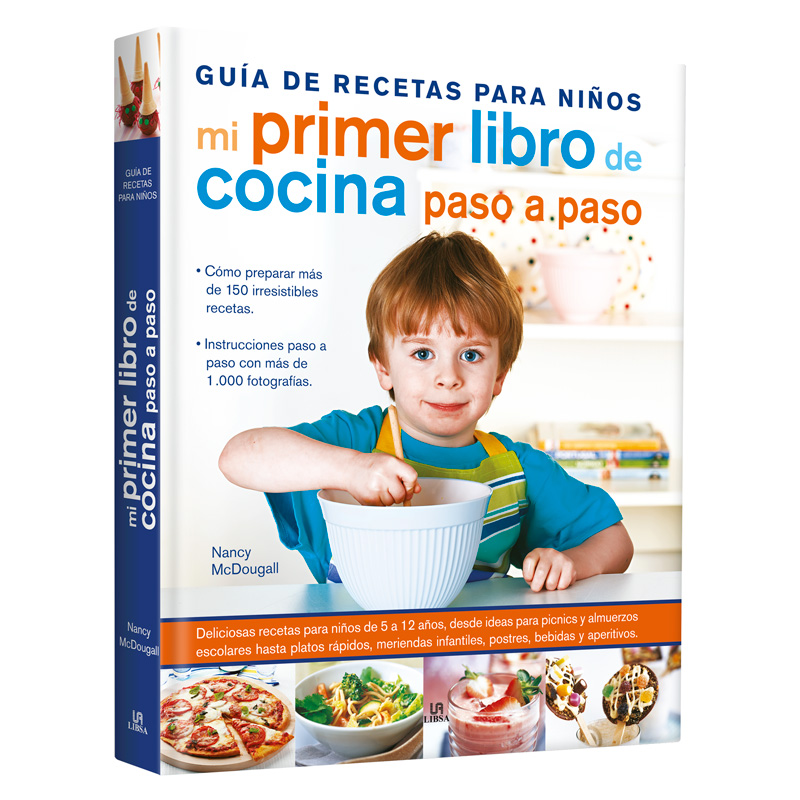 GUÍA DE RECETAS PARA NIÑOS
mi primer libro de
cocina paso a paso
• Cómo preparar más
de 150 irresistibles
recetas.
• Instrucciones paso a
paso con más de
1.000 fotografías.
Nancy
McDougall
Deliciosas recetas para niños de 5 a 12 años, desde ideas para picnics y almuerzos
escolares hasta platos rápidos, meriendas infantiles, postres, bebidas y aperitivos.
LIBSA
GUÍA DE
RECETAS
PARA NIÑOS
mi primer libro de
cocina paso a paso
Nancy
McDougall
LIBSA